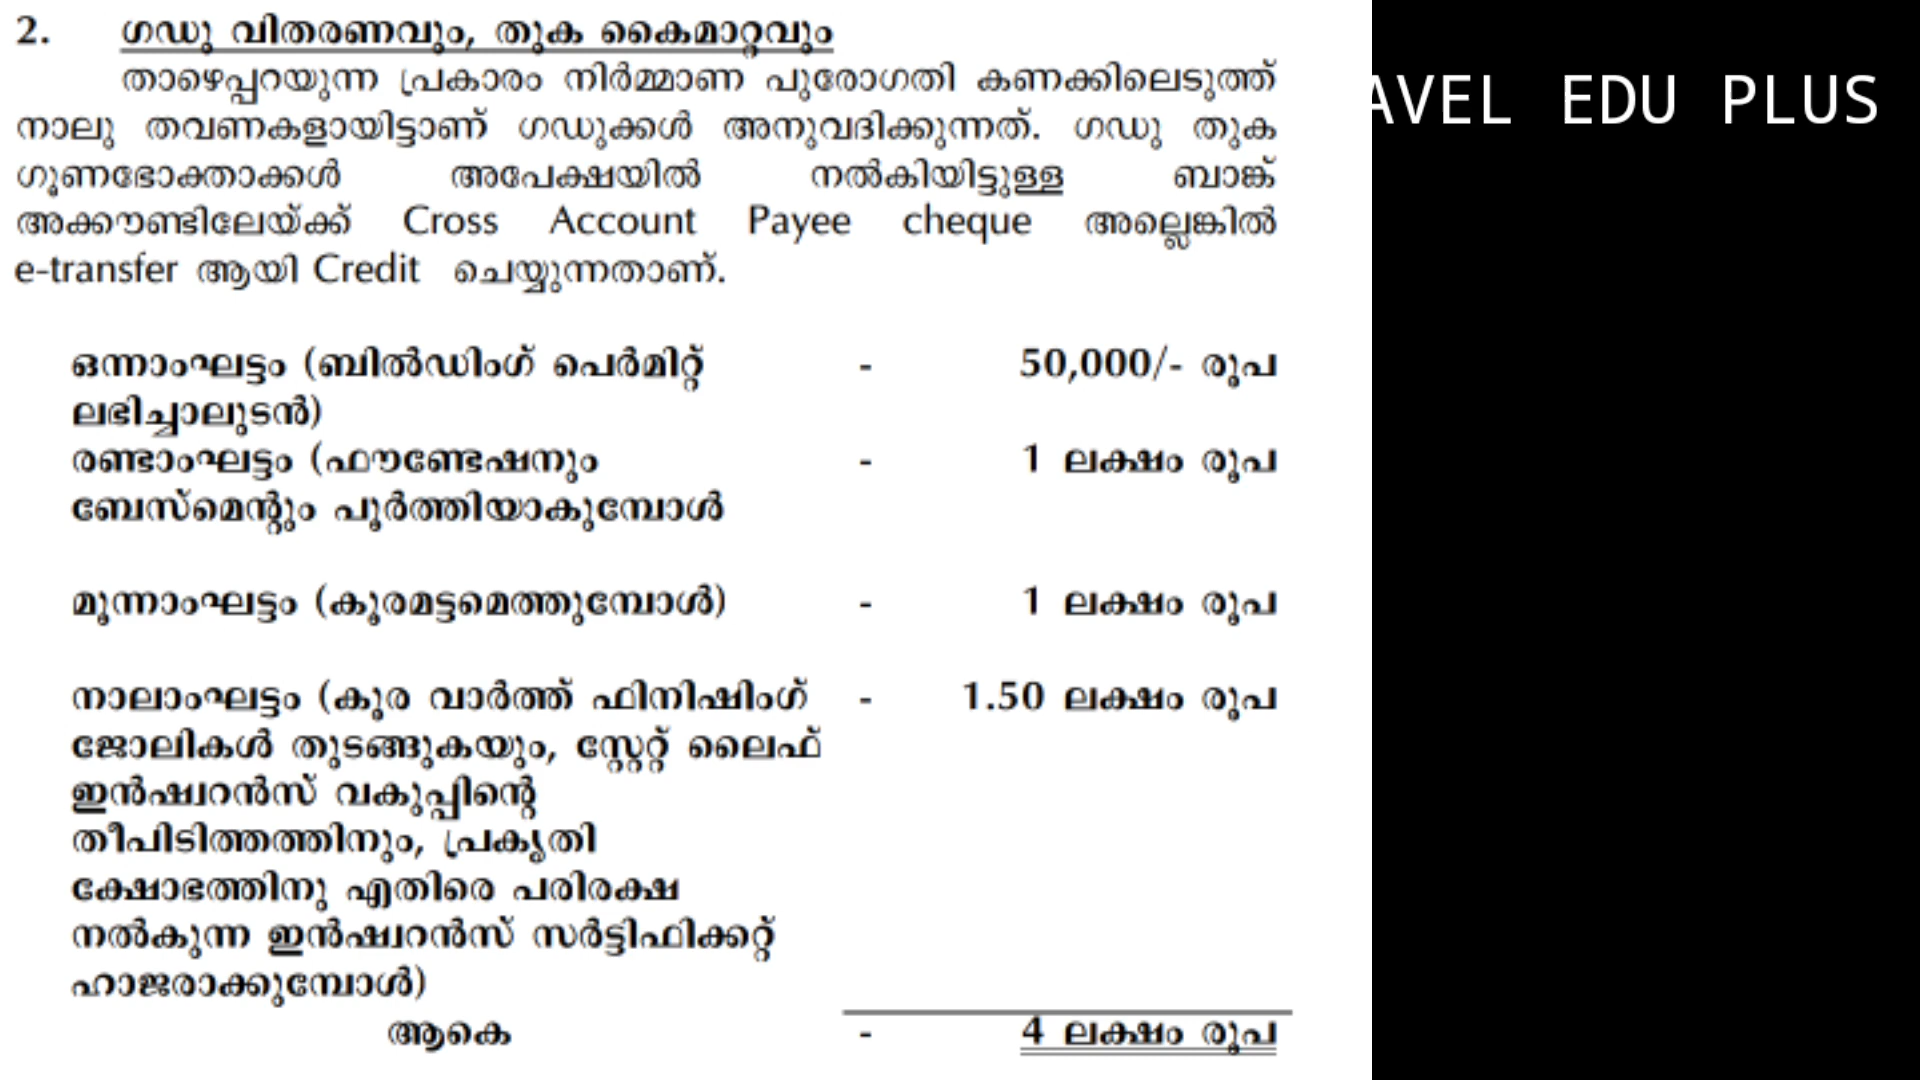 2. ഗഡു വിതരണവും, തുക കൈമാറ്റവും
താഴെപ്പറയുന്ന പ്രകാരം നിർമ്മാണ പുരോഗതി കണക്കിലെടുത്ത്
നാലു തവണകളായിട്ടാണ് ഗഡുക്കൾ അനുവദിക്കുന്നത്. ഗഡു തുക
ഗുണഭോക്താക്കൾ അപേക്ഷയിൽ നൽകിയിട്ടുള്ള ബാങ്ക്
അക്കൗണ്ടിലേയ്ക്ക് Cross Account Payee cheque അല്ലെങ്കിൽ
e-transfer ആയി Credit ചെയ്യുന്നതാണ്.
ഒന്നാംഘട്ടം (ബിൽഡിംഗ് പെർമിറ്റ് - 50,000/- രൂപ
ലഭിച്ചാലുടൻ)
രണ്ടാംഘട്ടം (ഫൗണ്ടേഷനും - 1 ലക്ഷം രൂപ
ബേസ്മെന്റും പൂർത്തിയാകുമ്പോൾ
മൂന്നാംഘട്ടം (കൂരമട്ടമെത്തുമ്പോൾ) - 1 ലക്ഷം രൂപ
നാലാംഘട്ടം (കൂര വാർത്ത് ഫിനിഷിംഗ് - 1.50 ലക്ഷം രൂപ
ജോലികൾ തുടങ്ങുകയും, സ്റ്റേറ്റ് ലൈഫ്
ഇൻഷ്വറൻസ് വകുപ്പിന്റെ
തീപിടിത്തത്തിനും, പ്രകൃതി
ക്ഷോഭത്തിനു എതിരെ പരിരക്ഷ
നൽകുന്ന ഇൻഷ്വറൻസ് സർട്ടിഫിക്കറ്റ്
ഹാജരാക്കുമ്പോൾ)
ആകെ - 4 ലക്ഷം രൂപ
AVEL EDU PLUS